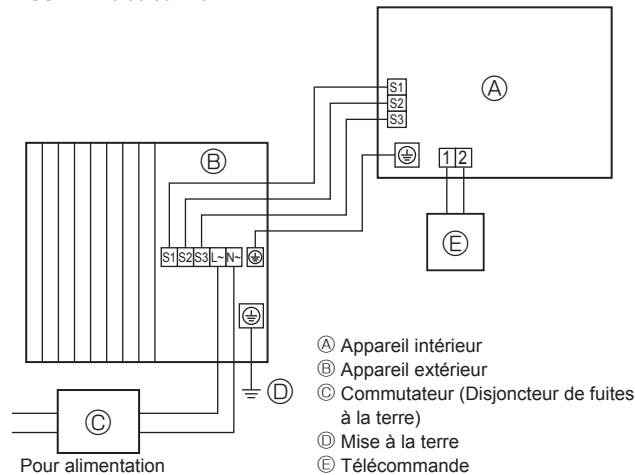 Ⓐ
S1
S2
S3
1 2
Ⓑ
Ⓔ
S1 S2 S3 L~ N~
Ⓓ
Ⓒ
Pour alimentation
Ⓐ Appareil intérieur
Ⓑ Appareil extérieur
Ⓒ Commutateur (Disjoncteur de fuites
à la terre)
Ⓓ Mise à la terre
Ⓔ Télécommande